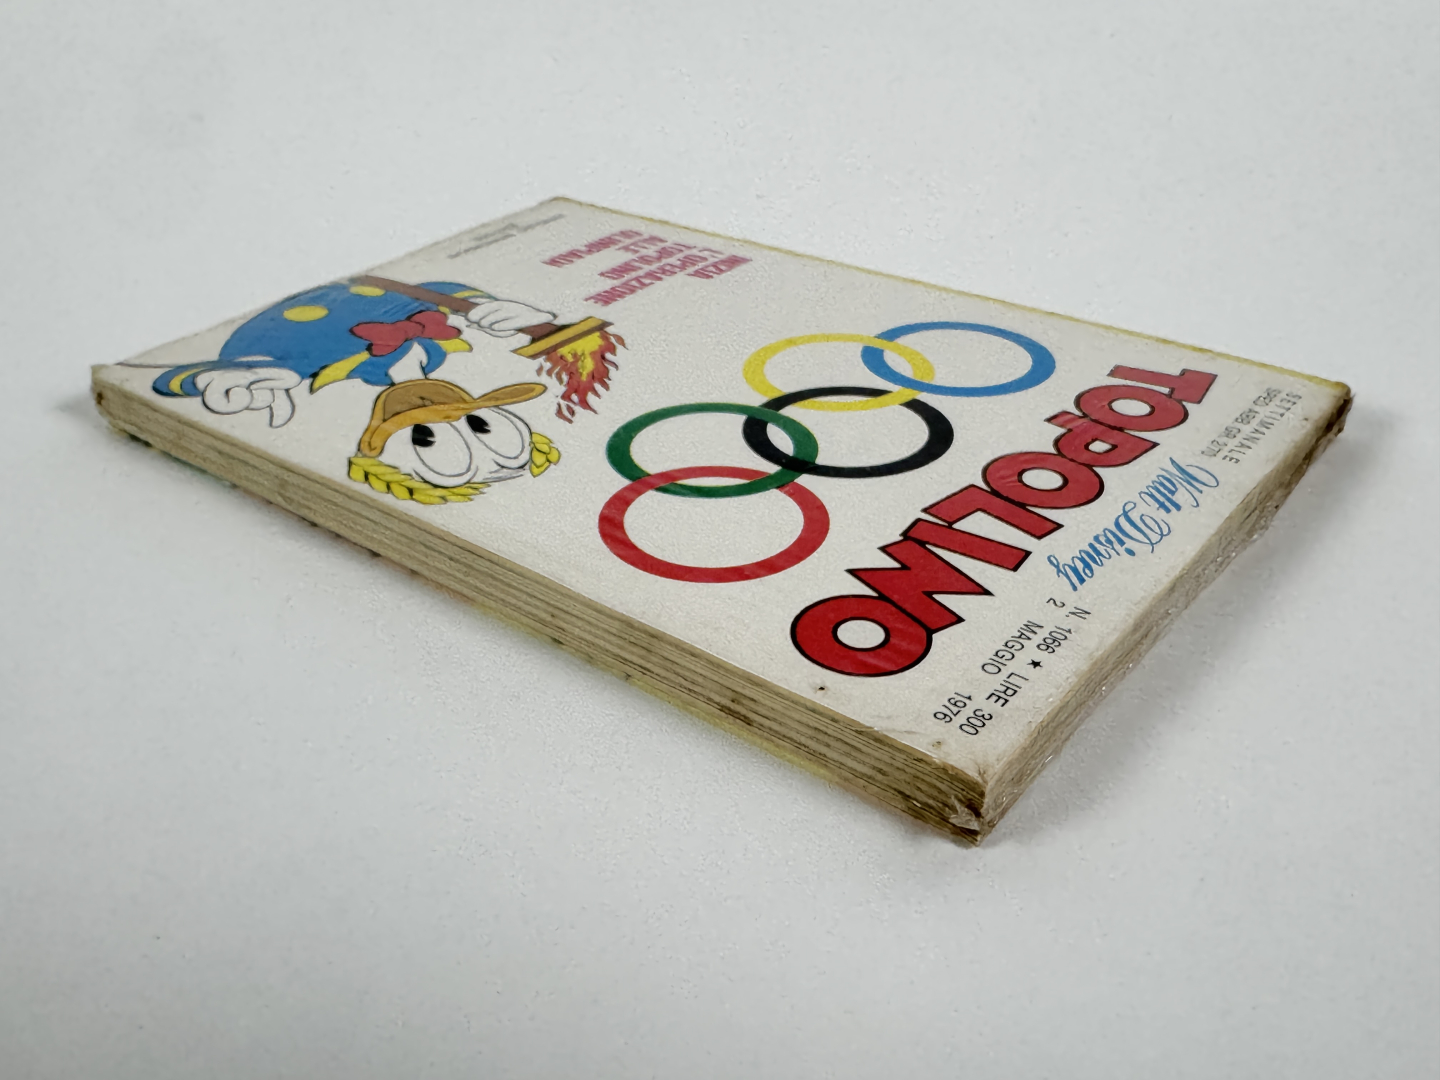 SETTIMANALE
SPED. ABB. GR. 2/70
Walt Disney
N. 1066 ★ LIRE 300
2 MAGGIO 1976
TOPOLINO
INIZIA
L'OPERAZIONE
TOPOLINO
ALLE
OLIMPIADI